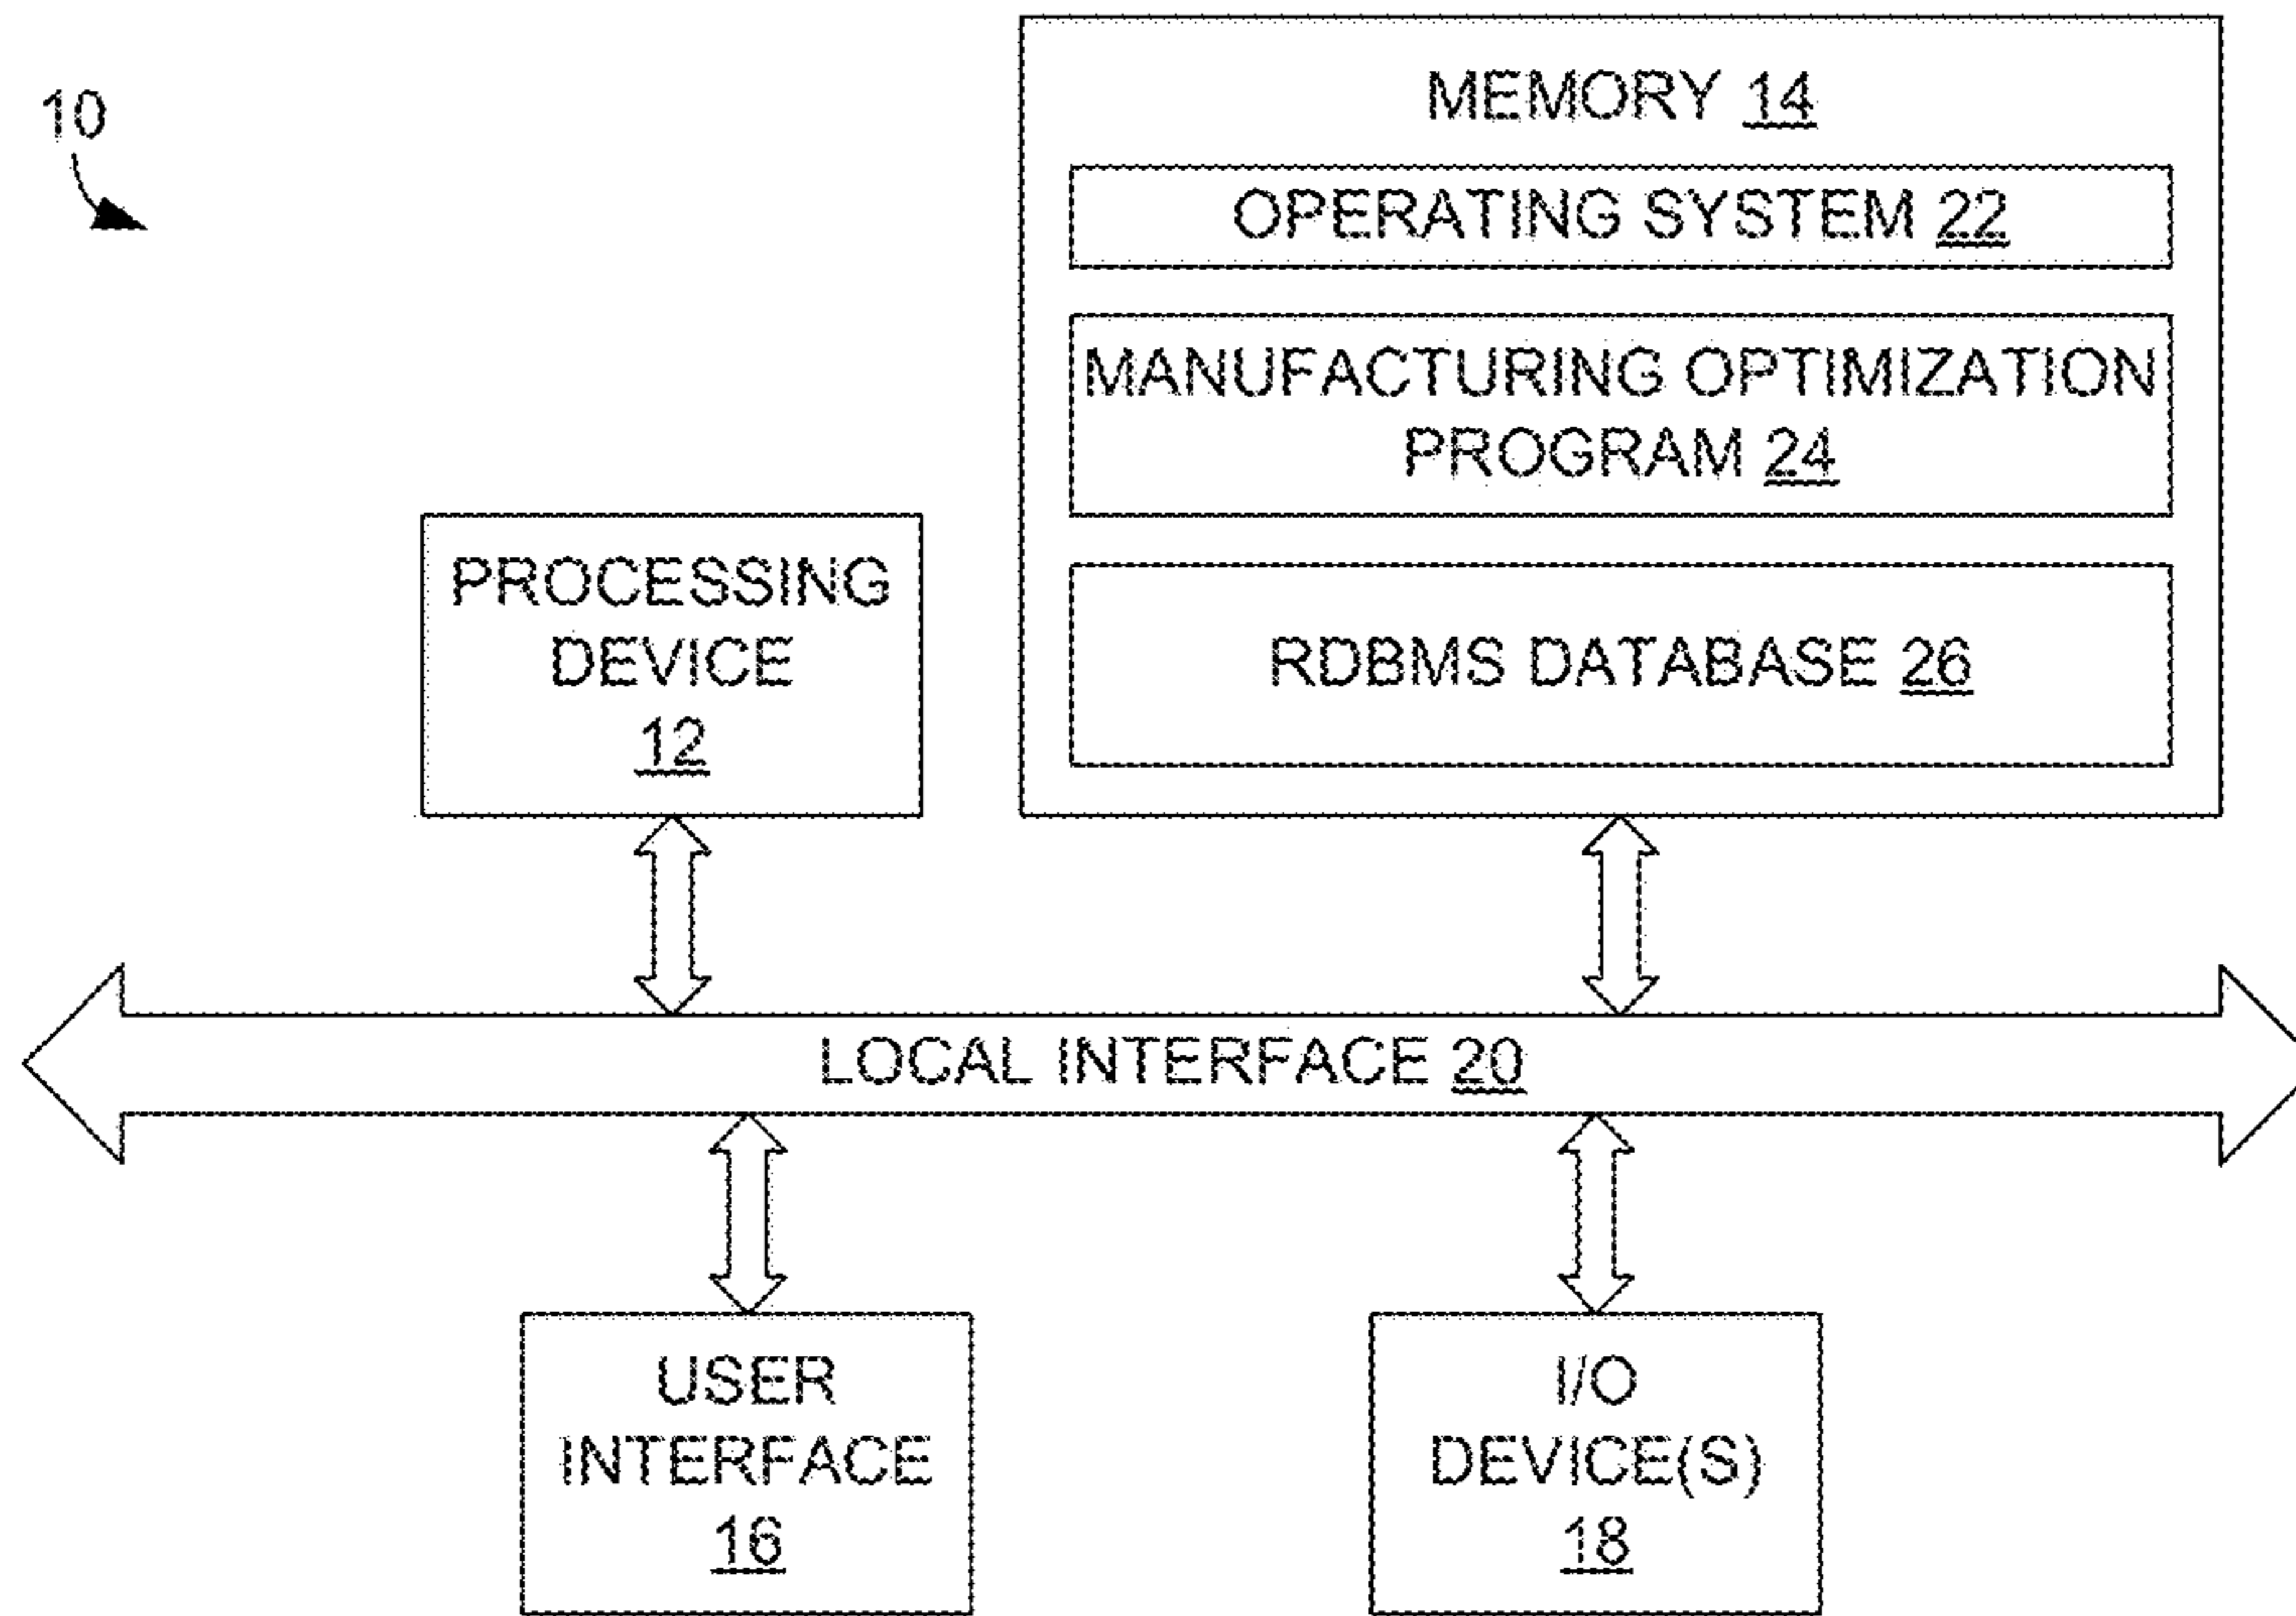 10
MEMORY 14
OPERATING SYSTEM 22
MANUFACTURING OPTIMIZATION
PROGRAM 24
RDBMS DATABASE 26
PROCESSING
DEVICE
12
LOCAL INTERFACE 20
USER
INTERFACE
16
I/O
DEVICE(S)
18